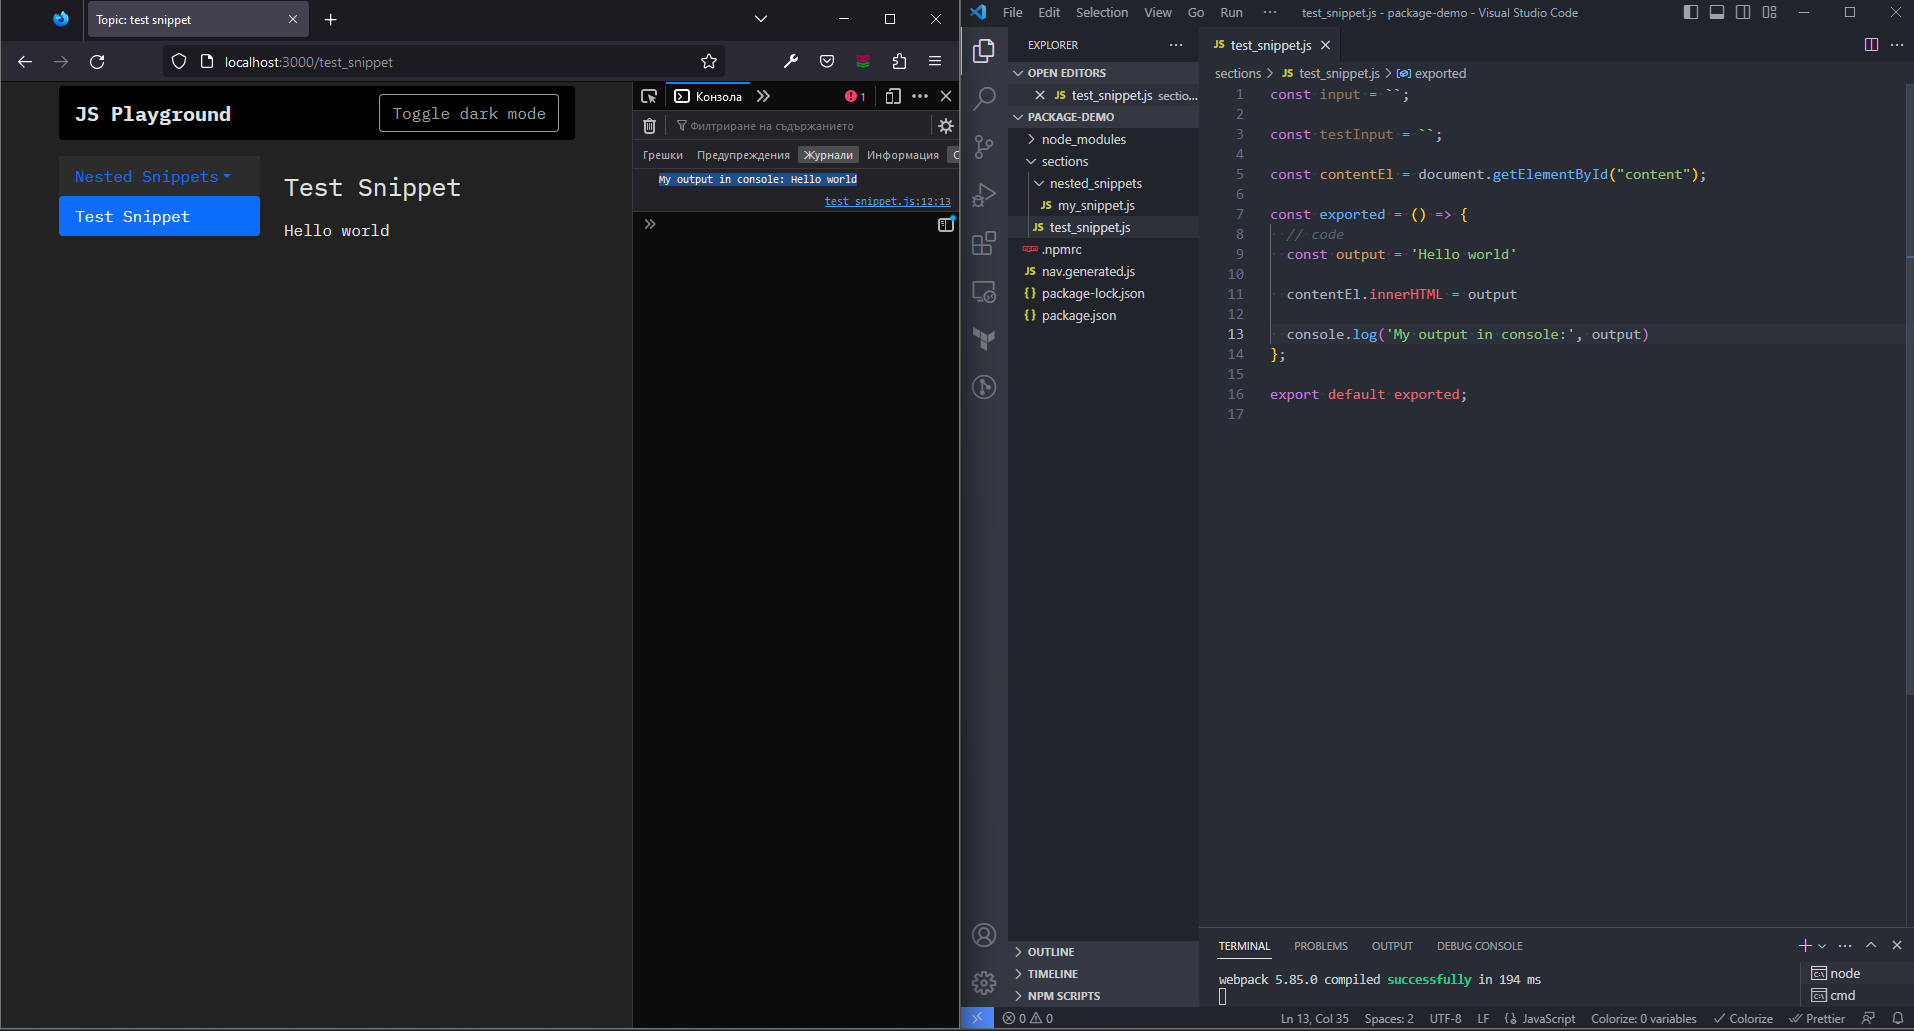 Topic: test snippet
localhost:3000/test_snippet
JS Playground
Toggle dark mode
Nested Snippets
Test Snippet
Test Snippet
Hello world
Конзола
1
Филтриране на съдържанието
Грешки Предупреждения Журнали Информация С
My output in console: Hello world
test_snippet.js:12:13
File Edit Selection View Go Run ··· test_snippet.js - package-demo - Visual Studio Code
EXPLORER
OPEN EDITORS
JS test_snippet.js sectio...
PACKAGE-DEMO
node_modules
sections
nested_snippets
JS my_snippet.js
JS test_snippet.js
.npmrc
JS nav.generated.js
{} package-lock.json
{} package.json
OUTLINE
TIMELINE
NPM SCRIPTS
JS test_snippet.js
sections > JS test_snippet.js > exported
1 const input = ``;
2
3 const testInput = ``;
4
5 const contentEl = document.getElementById("content");
6
7 const exported = () => {
8 // code
9 const output = 'Hello world'
10
11 contentEl.innerHTML = output
12
13 console.log('My output in console:', output)
14 };
15
16 export default exported;
17
TERMINAL PROBLEMS OUTPUT DEBUG CONSOLE
webpack 5.85.0 compiled successfully in 194 ms
node
cmd
0 0 Ln 13, Col 35 Spaces: 2 UTF-8 LF JavaScript Colorize: 0 variables Colorize Prettier